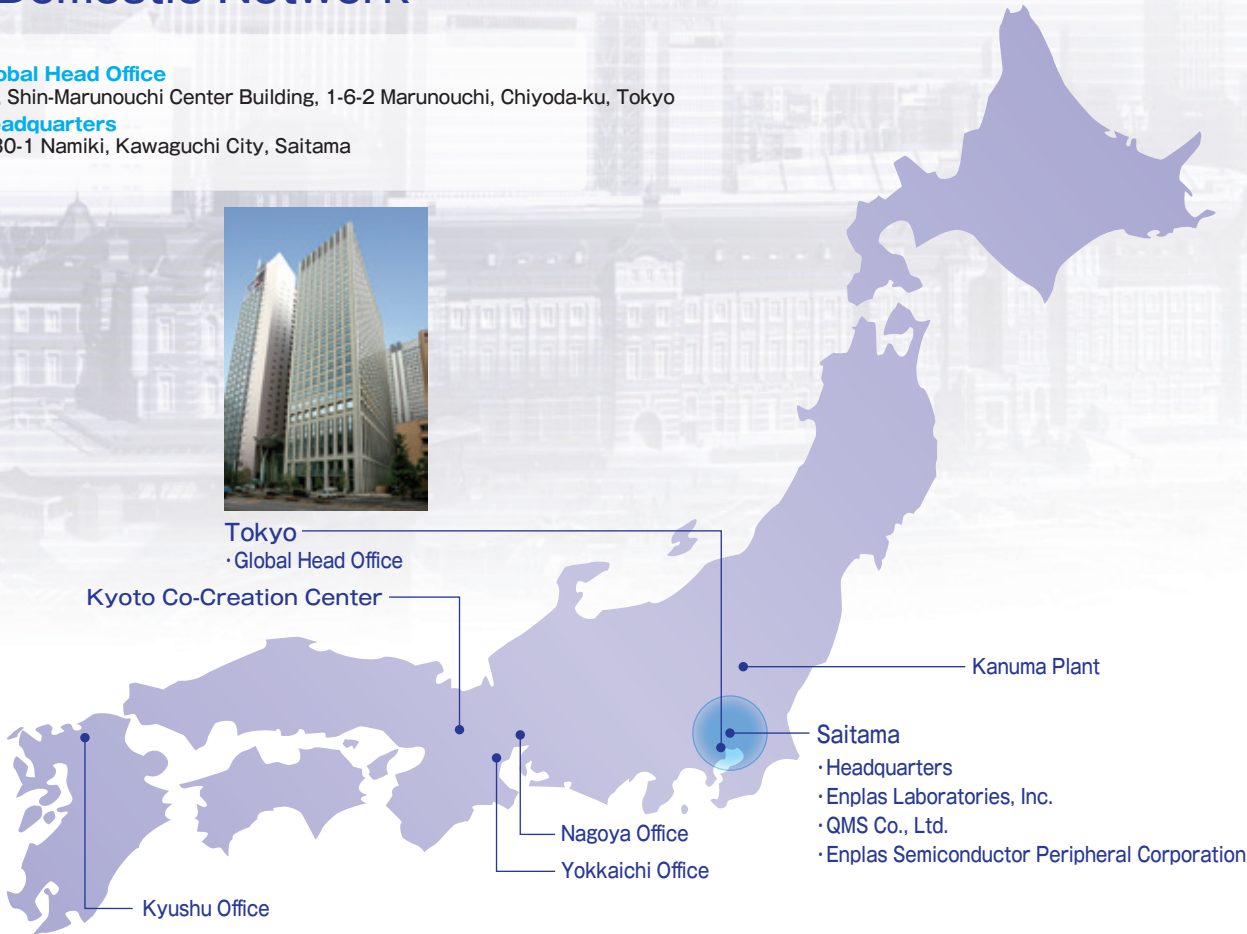 Domestic Network
obal Head Office
, Shin-Marunouchi Center Building, 1-6-2 Marunouchi, Chiyoda-ku, Tokyo
eadquarters
30-1 Namiki, Kawaguchi City, Saitama
Tokyo
・Global Head Office
Kyoto Co-Creation Center
Kanuma Plant
Saitama
・Headquarters
・Enplas Laboratories, Inc.
・QMS Co., Ltd.
・Enplas Semiconductor Peripheral Corporation
Nagoya Office
Yokkaichi Office
Kyushu Office